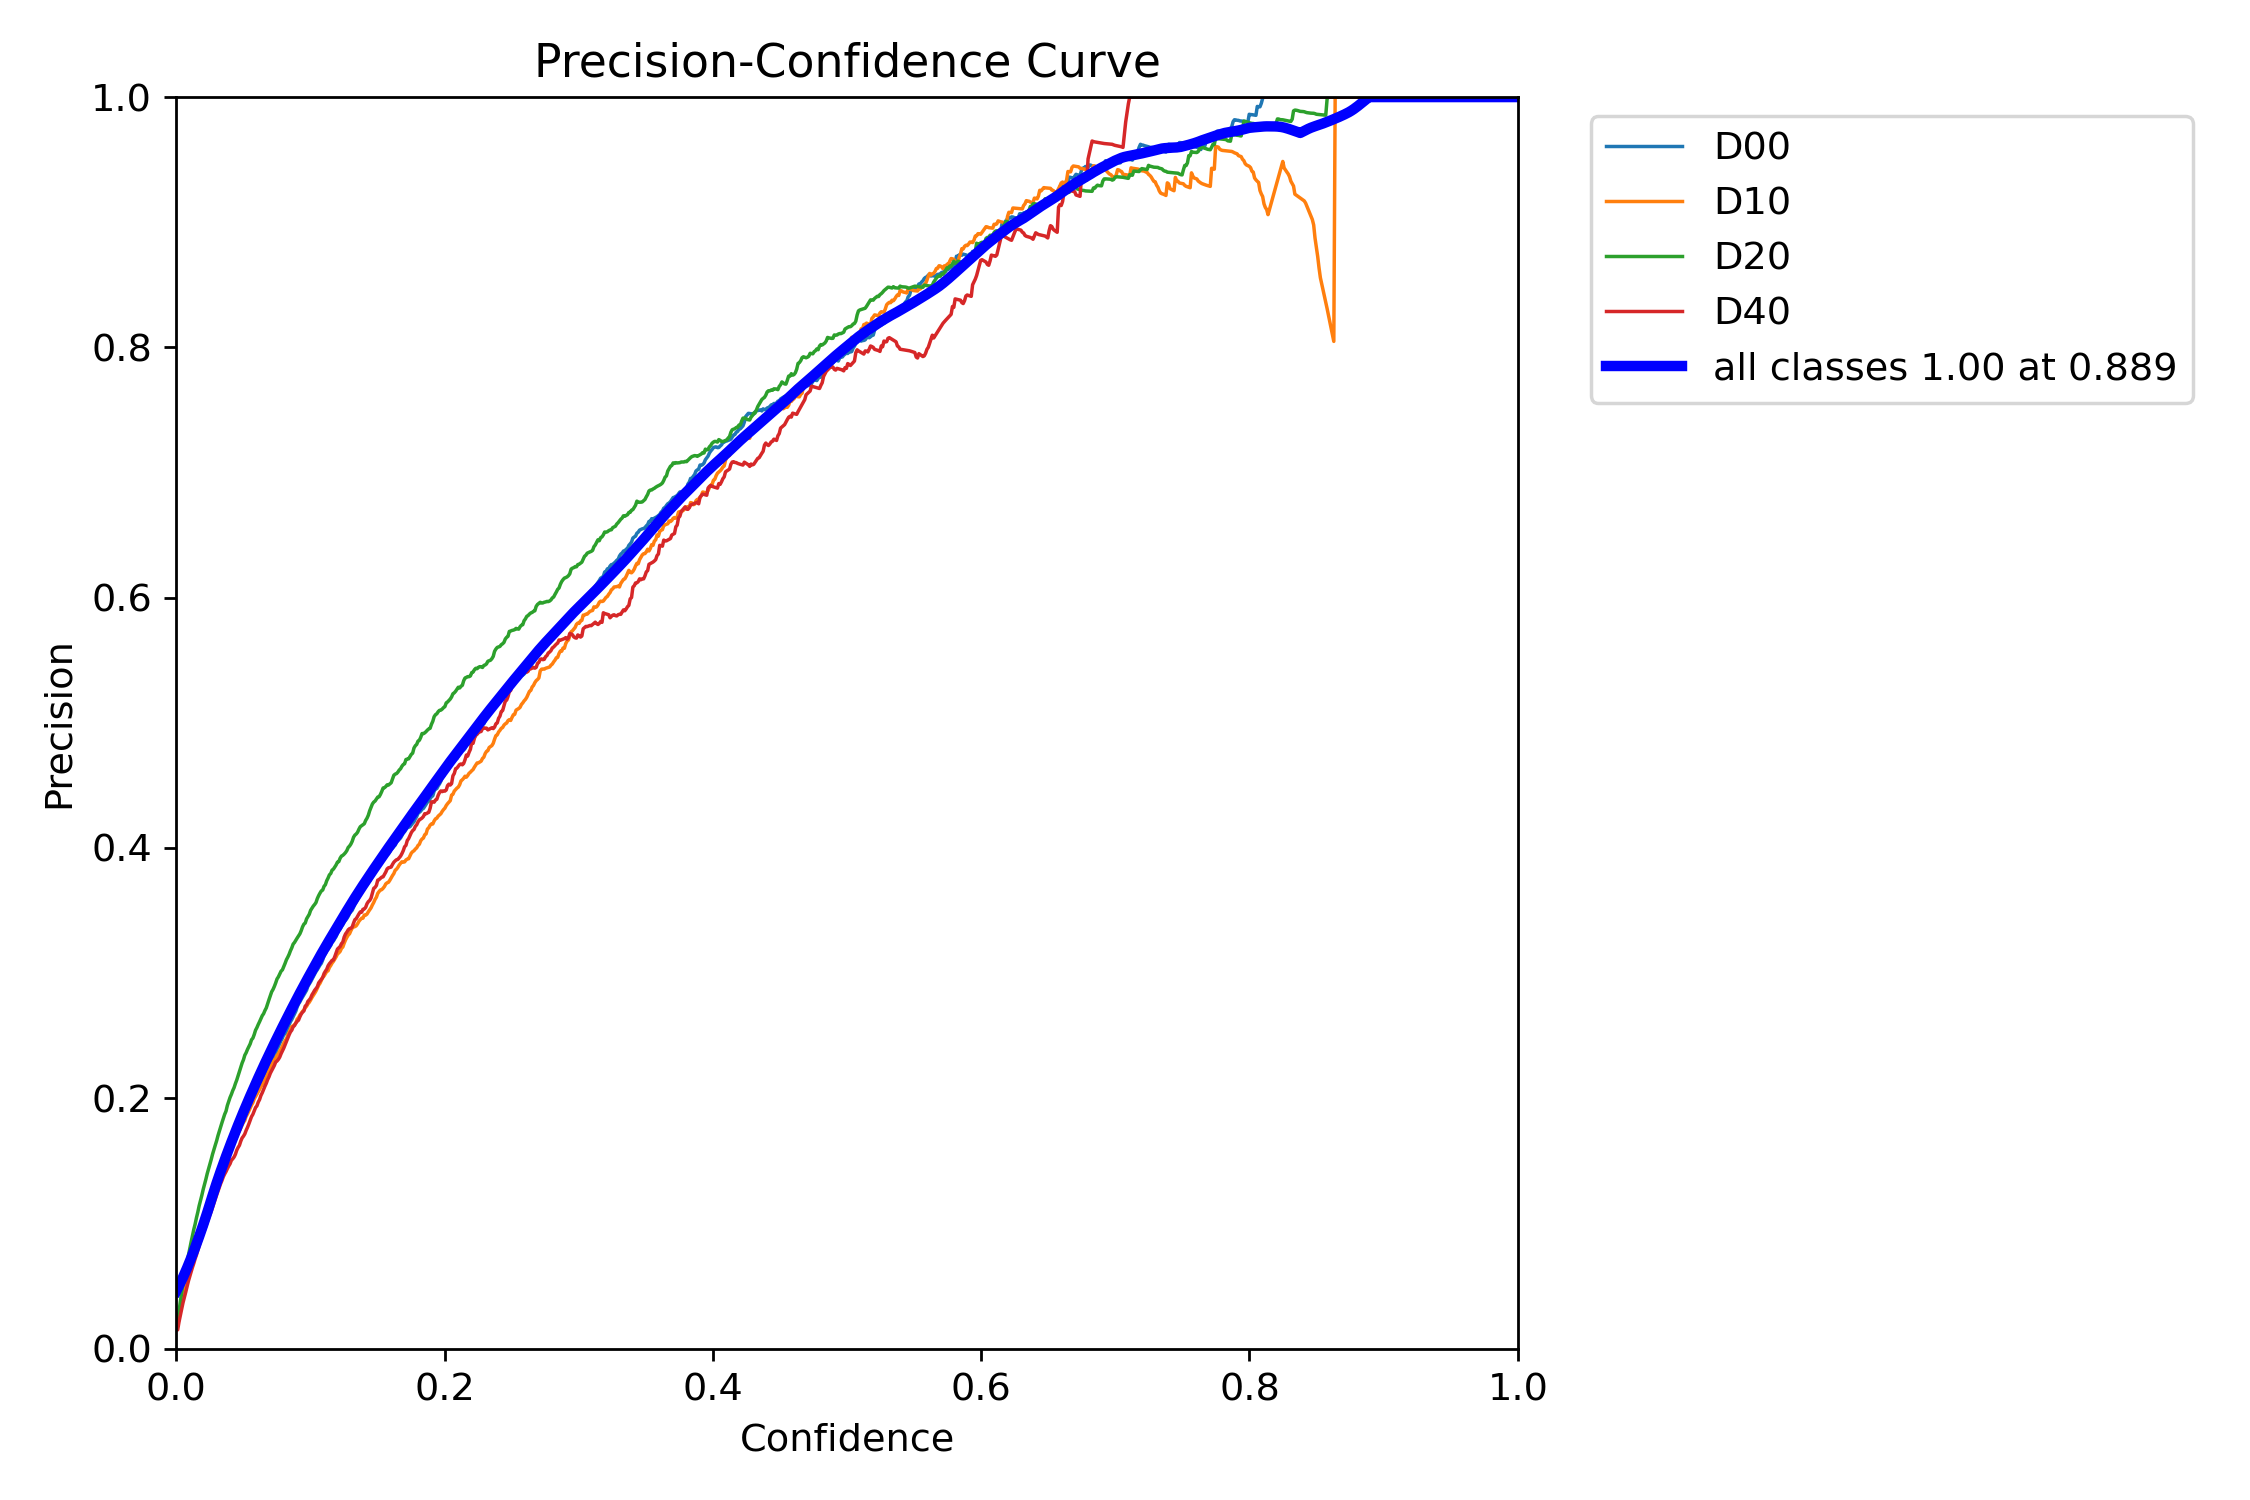 Precision-Confidence Curve
1.0
0.8
0.6
0.4
0.2
0.0
Precision
0.0 0.2 0.4 0.6 0.8 1.0
Confidence
D00
D10
D20
D40
all classes 1.00 at 0.889